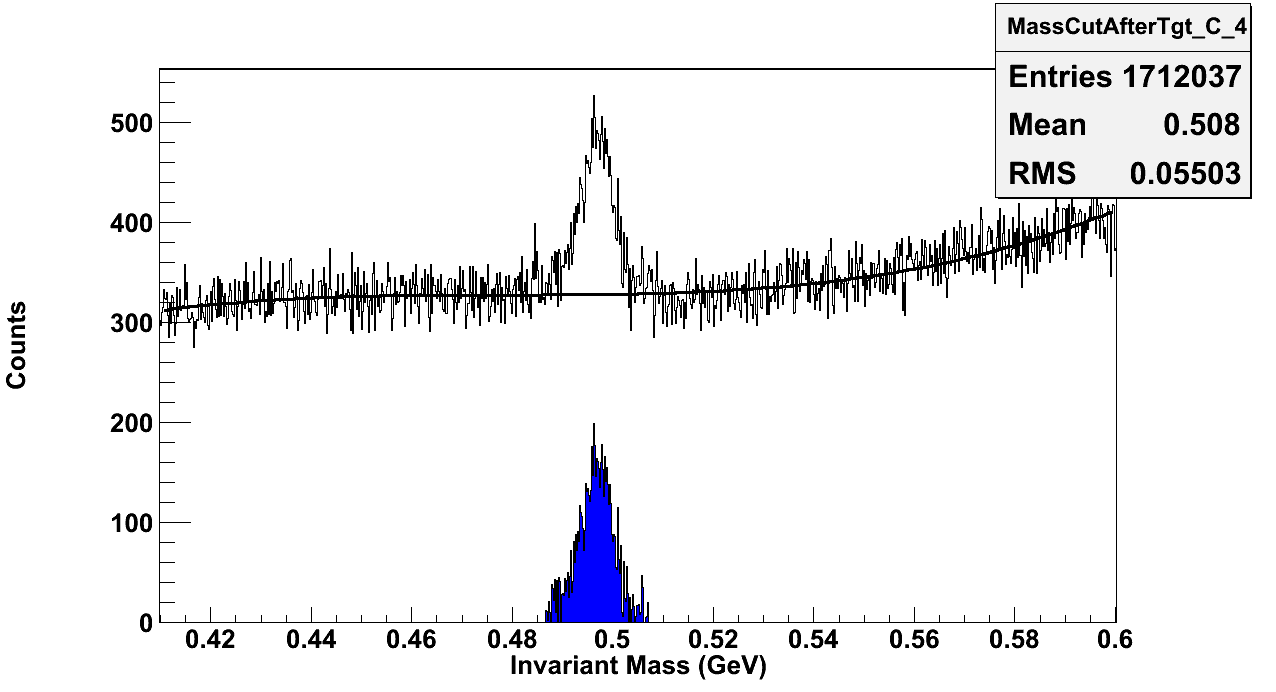 MassCutAfterTgt_C_4
Entries 1712037
Mean 0.508
RMS 0.05503
500
400
300
200
100
0
Counts
0.42 0.44 0.46 0.48 0.5 0.52 0.54 0.56 0.58 0.6
Invariant Mass (GeV)